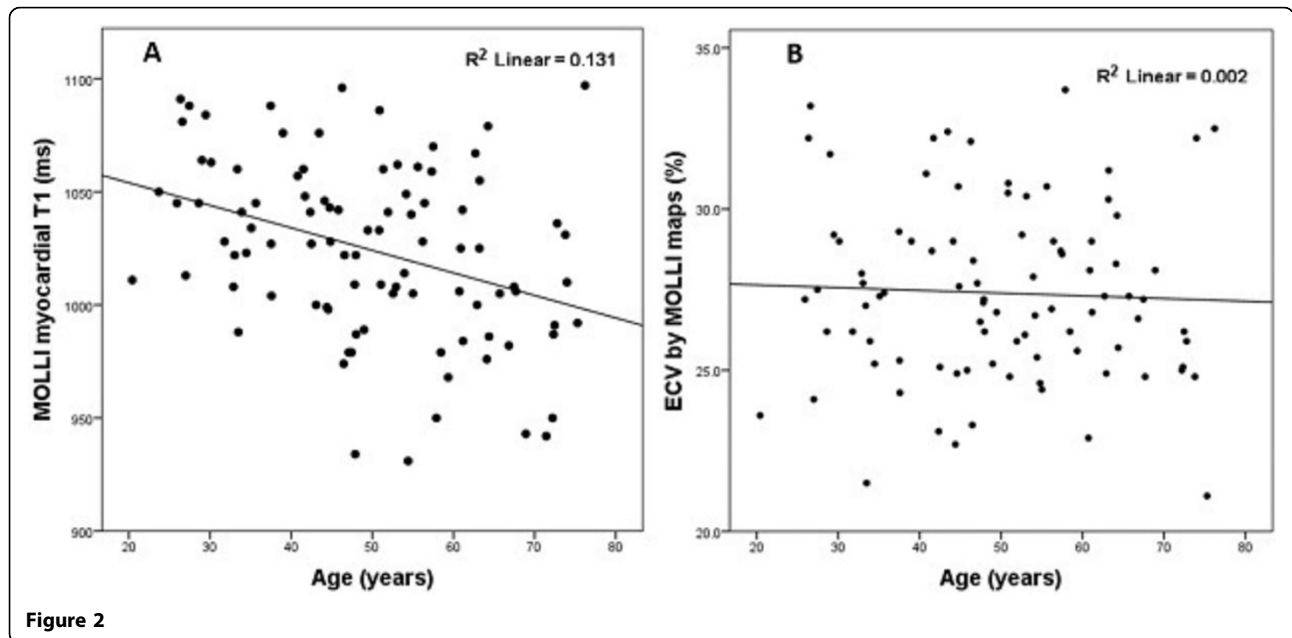 A
R² Linear = 0.131
1100
1050
1000
950
900
MOLLI myocardial T1 (ms)
20 30 40 50 60 70 80
Age (years)
B
R² Linear = 0.002
35.0
30.0
25.0
20.0
ECV by MOLLI maps (%)
20 30 40 50 60 70 80
Age (years)
Figure 2